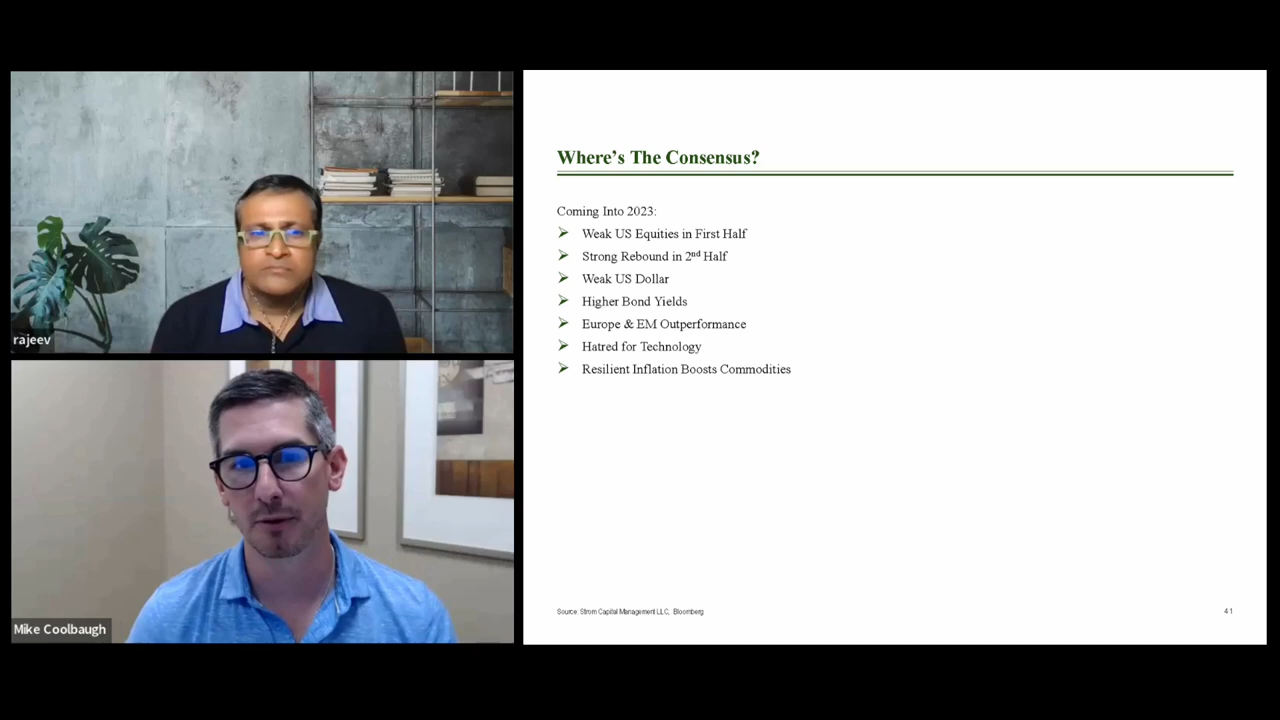 rajeev
Mike Coolbaugh
Where's The Consensus?
Coming Into 2023:
Weak US Equities in First Half
Strong Rebound in 2nd Half
Weak US Dollar
Higher Bond Yields
Europe & EM Outperformance
Hatred for Technology
Resilient Inflation Boosts Commodities
Source: Strom Capital Management LLC, Bloomberg
41